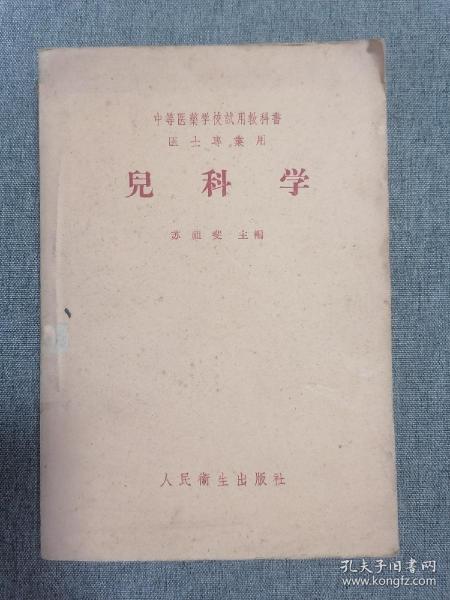 中等医藥学校試用教科書
医士專業用
兒科学
苏祖斐 主編
人民衞生出版社
孔夫子旧书网
www.kongfz.com